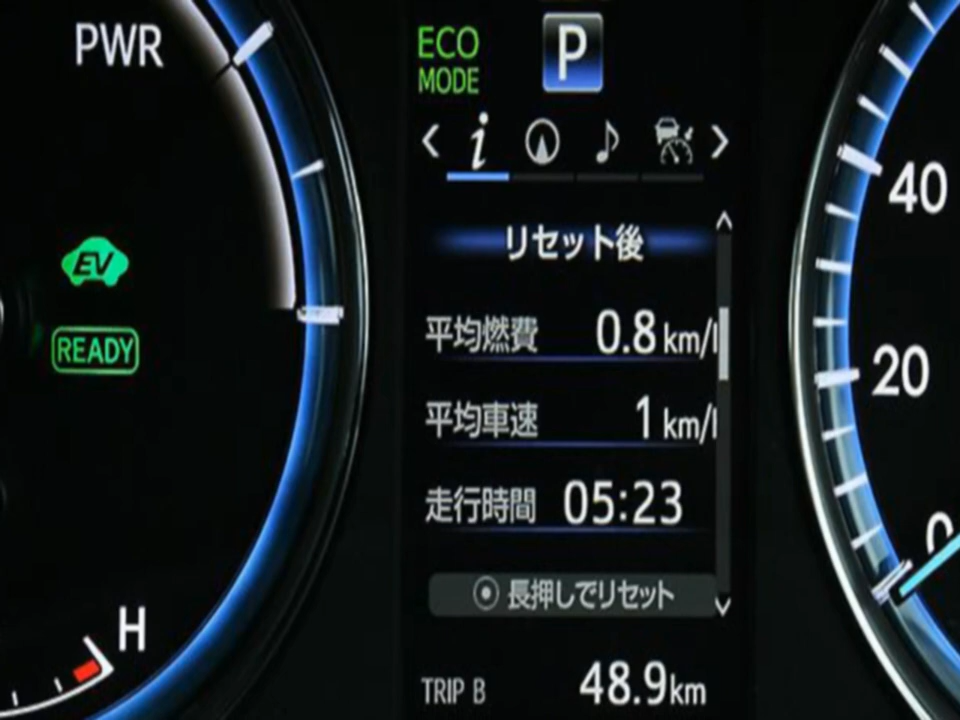 PWR
ECO
MODE
P
EV
READY
H
リセット後
平均燃費 0.8 km/l
平均車速 1 km/l
走行時間 05:23
長押しでリセット
TRIP B 48.9km
40
20
0